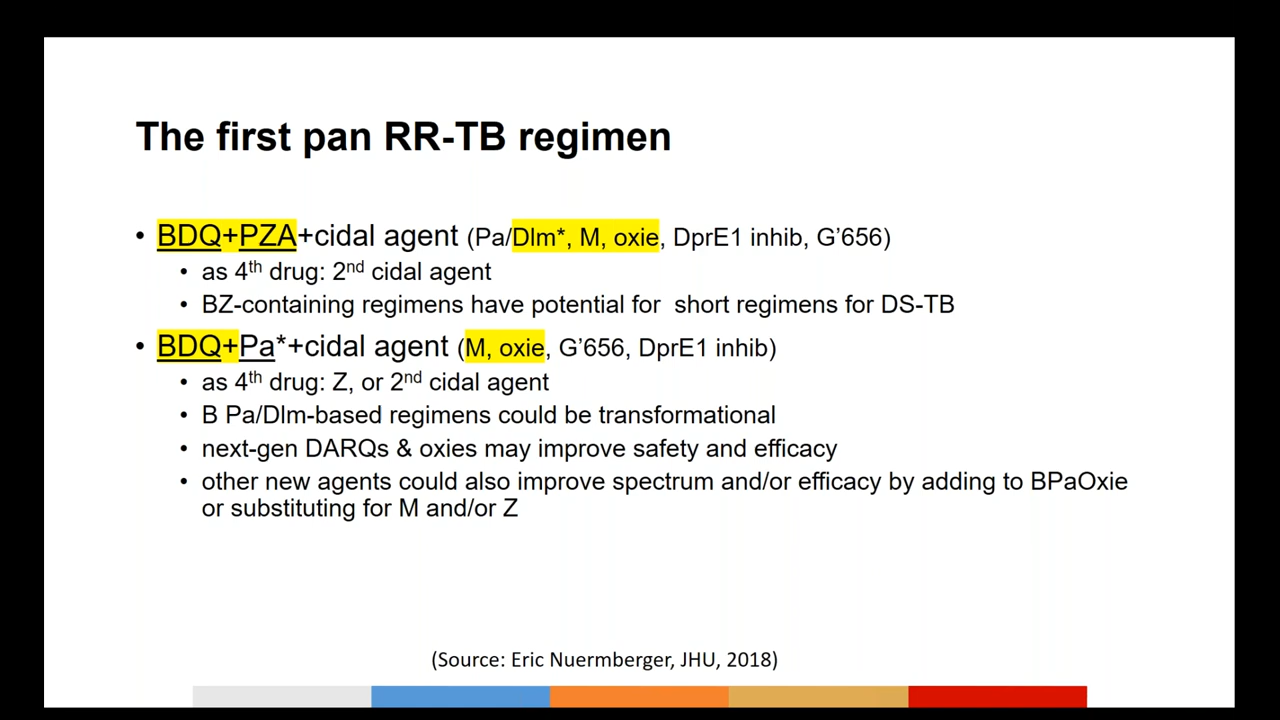 The first pan RR-TB regimen
• BDQ+PZA+cidal agent (Pa/Dlm*, M, oxie, DprE1 inhib, G’656)
• as 4th drug: 2nd cidal agent
• BZ-containing regimens have potential for short regimens for DS-TB
• BDQ+Pa*+cidal agent (M, oxie, G’656, DprE1 inhib)
• as 4th drug: Z, or 2nd cidal agent
• B Pa/Dlm-based regimens could be transformational
• next-gen DARQs & oxies may improve safety and efficacy
• other new agents could also improve spectrum and/or efficacy by adding to BPaOxie
or substituting for M and/or Z
(Source: Eric Nuermberger, JHU, 2018)